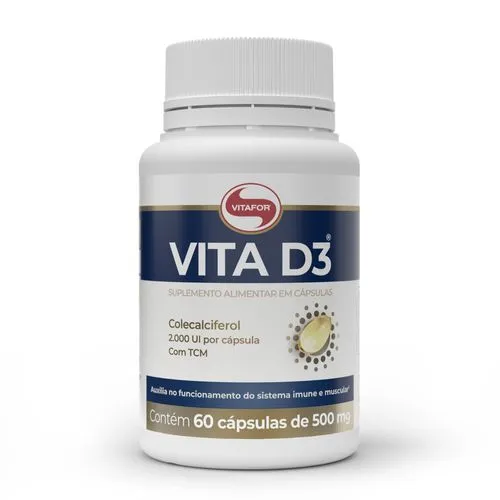 VITAFOR
VITA D3®
SUPLEMENTO ALIMENTAR EM CÁPSULAS
Colecalciferol
2.000 UI por cápsula
Com TCM
Auxilia no funcionamento do sistema imune e muscular
Contém 60 cápsulas de 500 mg